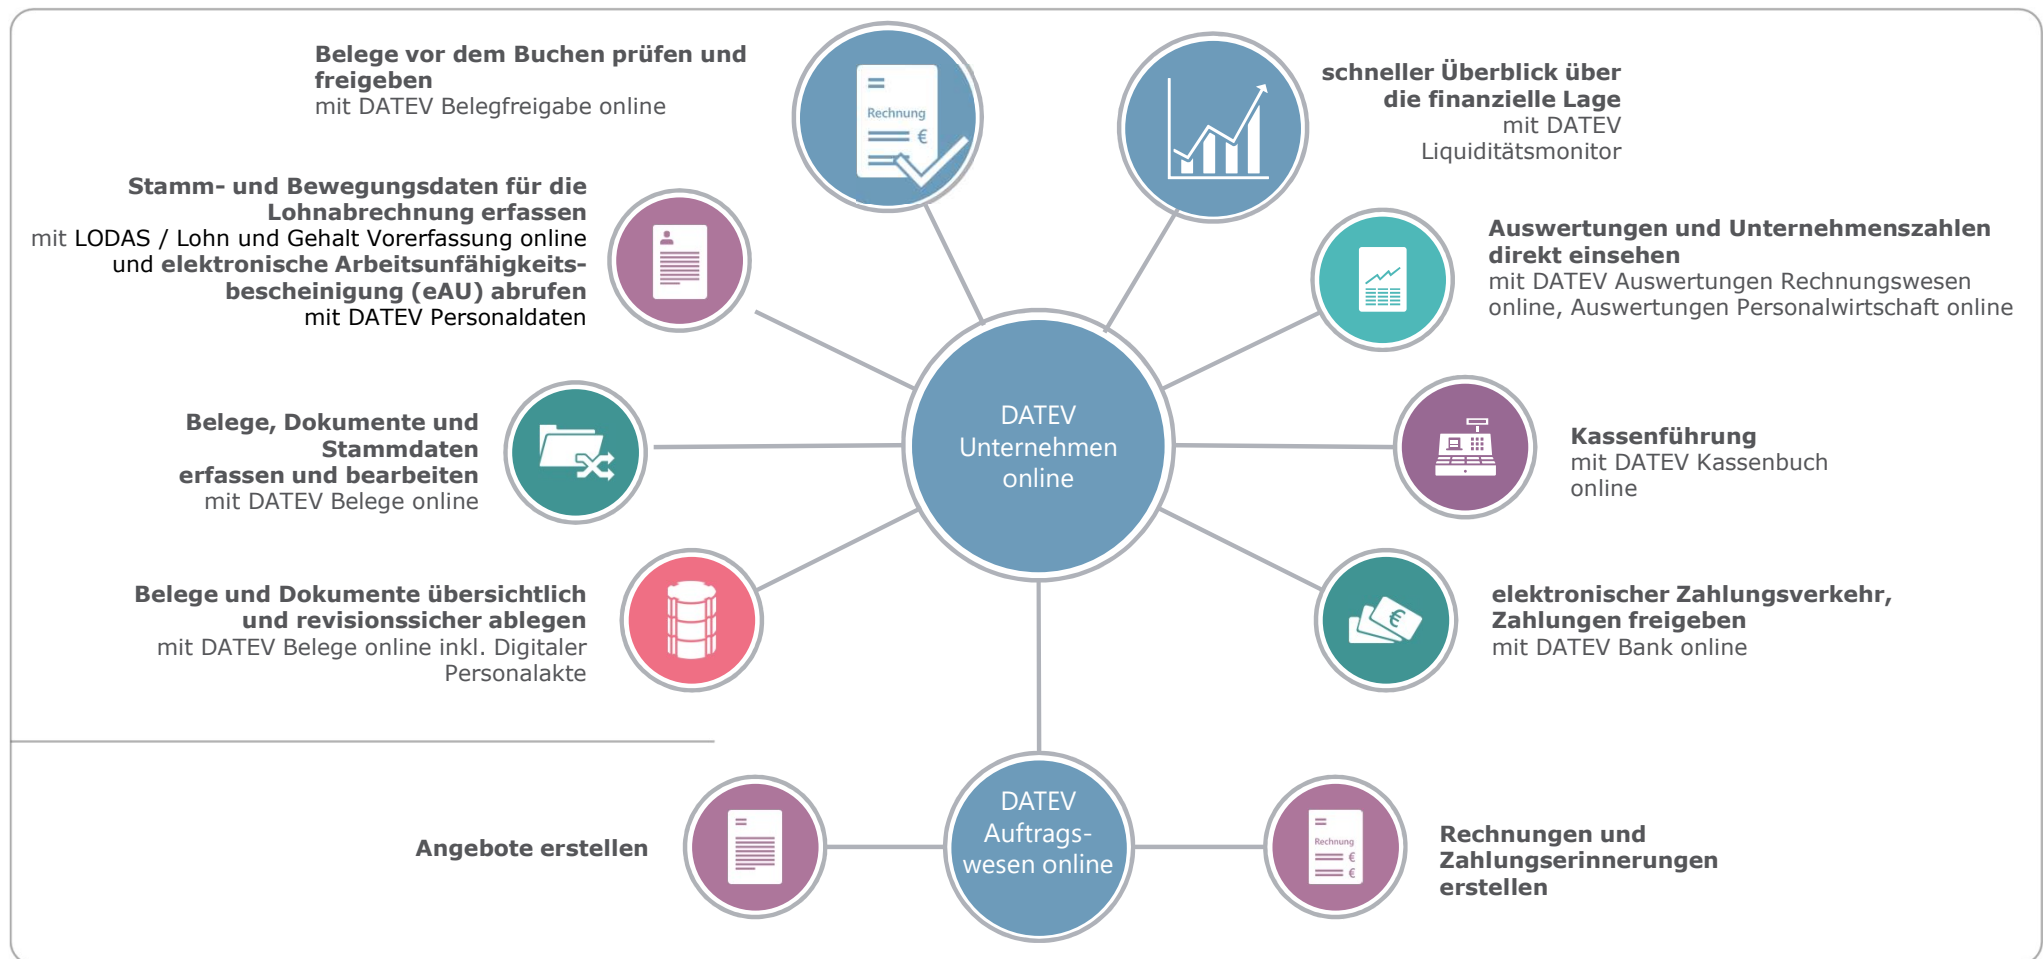 Belege vor dem Buchen prüfen und
freigeben
mit DATEV Belegfreigabe online
Rechnung
€
schneller Überblick über
die finanzielle Lage
mit DATEV
Liquiditätsmonitor
Stamm- und Bewegungsdaten für die
Lohnabrechnung erfassen
mit LODAS / Lohn und Gehalt Vorerfassung online
und elektronische Arbeitsunfähigkeits-
bescheinigung (eAU) abrufen
mit DATEV Personaldaten
Auswertungen und Unternehmenszahlen
direkt einsehen
mit DATEV Auswertungen Rechnungswesen
online, Auswertungen Personalwirtschaft online
DATEV
Unternehmen
online
Belege, Dokumente und
Stammdaten
erfassen und bearbeiten
mit DATEV Belege online
Kassenführung
mit DATEV Kassenbuch
online
Belege und Dokumente übersichtlich
und revisionssicher ablegen
mit DATEV Belege online inkl. Digitaler
Personalakte
€
elektronischer Zahlungsverkehr,
Zahlungen freigeben
mit DATEV Bank online
Angebote erstellen
DATEV
Auftrags-
wesen online
Rechnung
€
€
Rechnungen und
Zahlungserinnerungen
erstellen